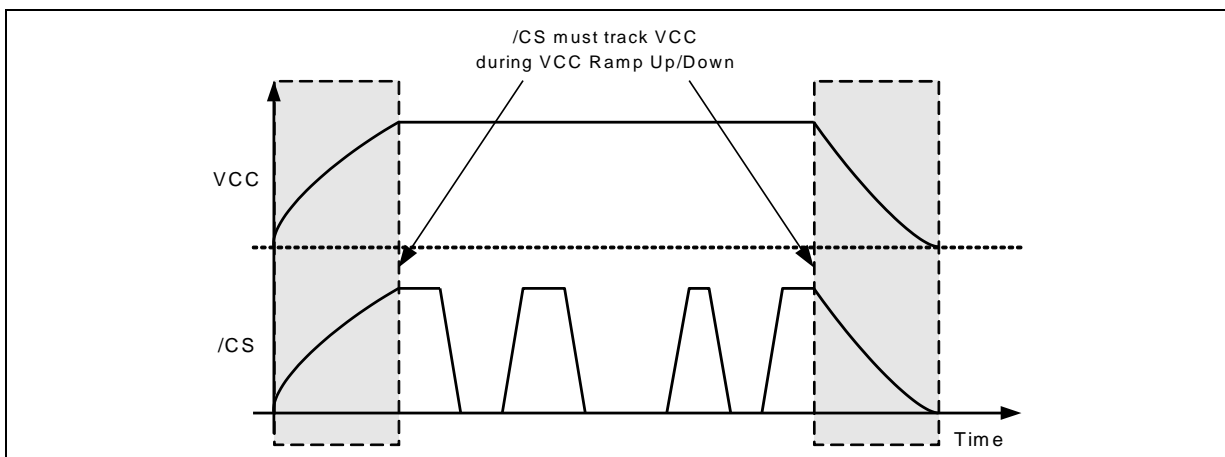 /CS must track VCC
during VCC Ramp Up/Down
VCC
/CS
Time